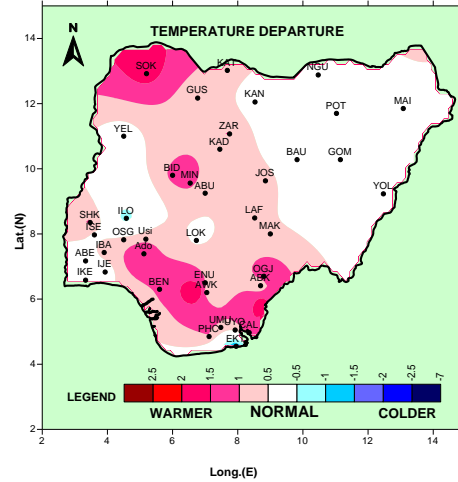 TEMPERATURE DEPARTURE
N
14
12
10
8
6
4
2
Lat.(N)
SOK
KAT
NGU
GUS
KAN
MAI
POT
YEL
ZAR
KAD
BAU
GOM
BID
MIN
ABU
JOS
YOL
ILO
SHK
LAF
ISE
OSG
Usi
LOK
MAK
ABE
IBA
Ado
IKE
IJE
ENU
OGJ
BEN
AWK
ABK
UMU
UYO
CAL
PHC
EKT
LEGEND
2.5
2
1.5
1
0.5
-0.5
-1
-1.5
-2
-2.5
-7
WARMER
NORMAL
COLDER
2
4
6
8
10
12
14
Long.(E)